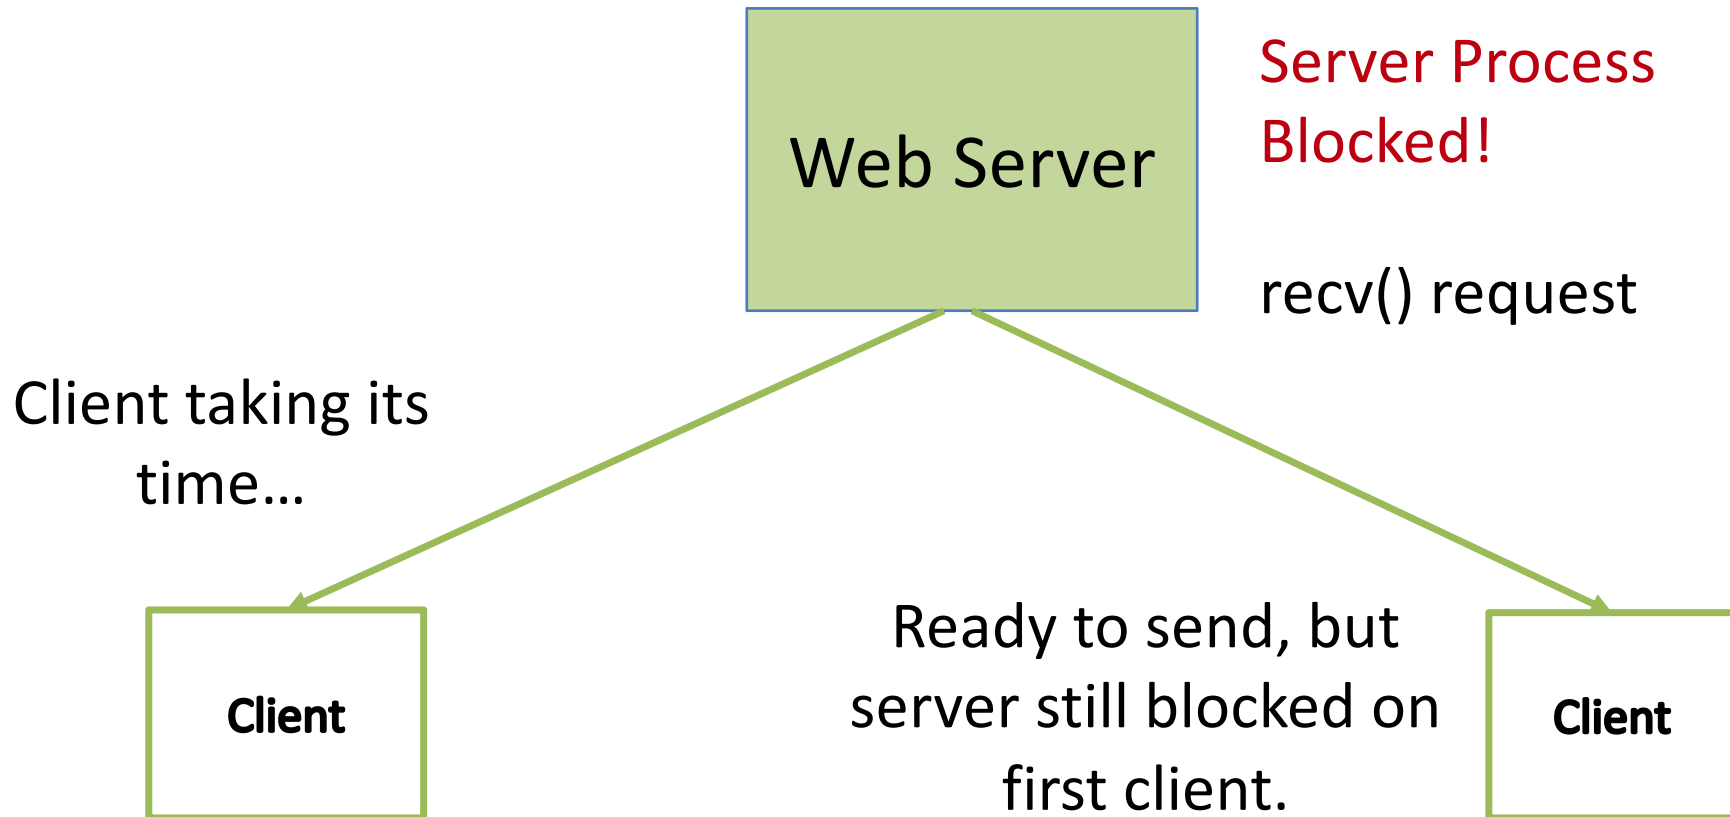 Web Server
Server Process
Blocked!
recv() request
Client taking its
time…
Client
Ready to send, but
server still blocked on
first client.
Client